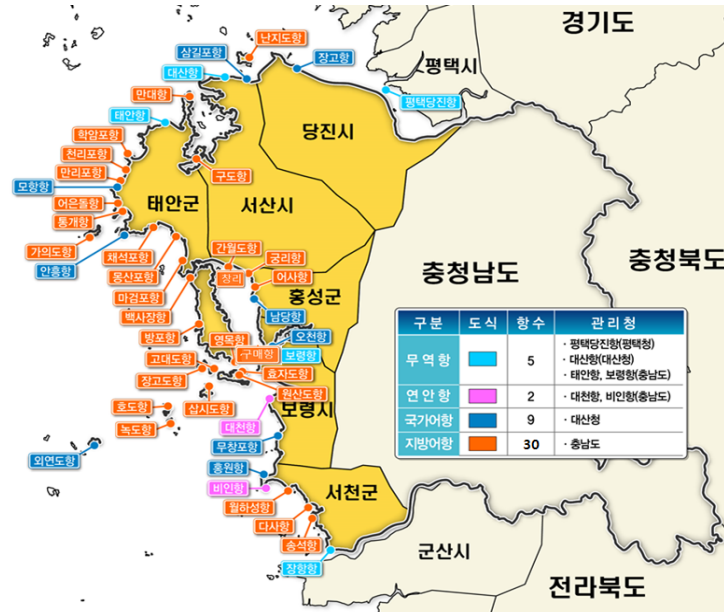 경기도
난지도항
삼길포항
장고항
대산항
평택시
만대항
평택당진항
태안항
당진시
학암포항
천리포항
만리포항
구도항
모항항
태안군
서산시
어은돌항
통개항
가의도항
간월도항
충청북도
안흥항
채석포항
궁리항
창리
충청남도
몽산포항
어사항
홍성군
마검포항
남당항
백사장항
구분 도식 항수 관리청
방포항
영목항
오천항
무역항 5 · 평택당진항(평택청)
· 대산항(대산청)
· 태안항, 보령항(충남도)
구매항
보령항
고대도항
효자도항
장고도항
원산도항
연안항 2 · 대천항, 비인항(충남도)
호도항
삽시도항
보령시
국가어항 9 · 대산청
녹도항
대천항
지방어항 30 · 충남도
무창포항
외연도항
홍원항
비인항
서천군
월하성항
다사항
송석항
군산시
장항항
전라북도